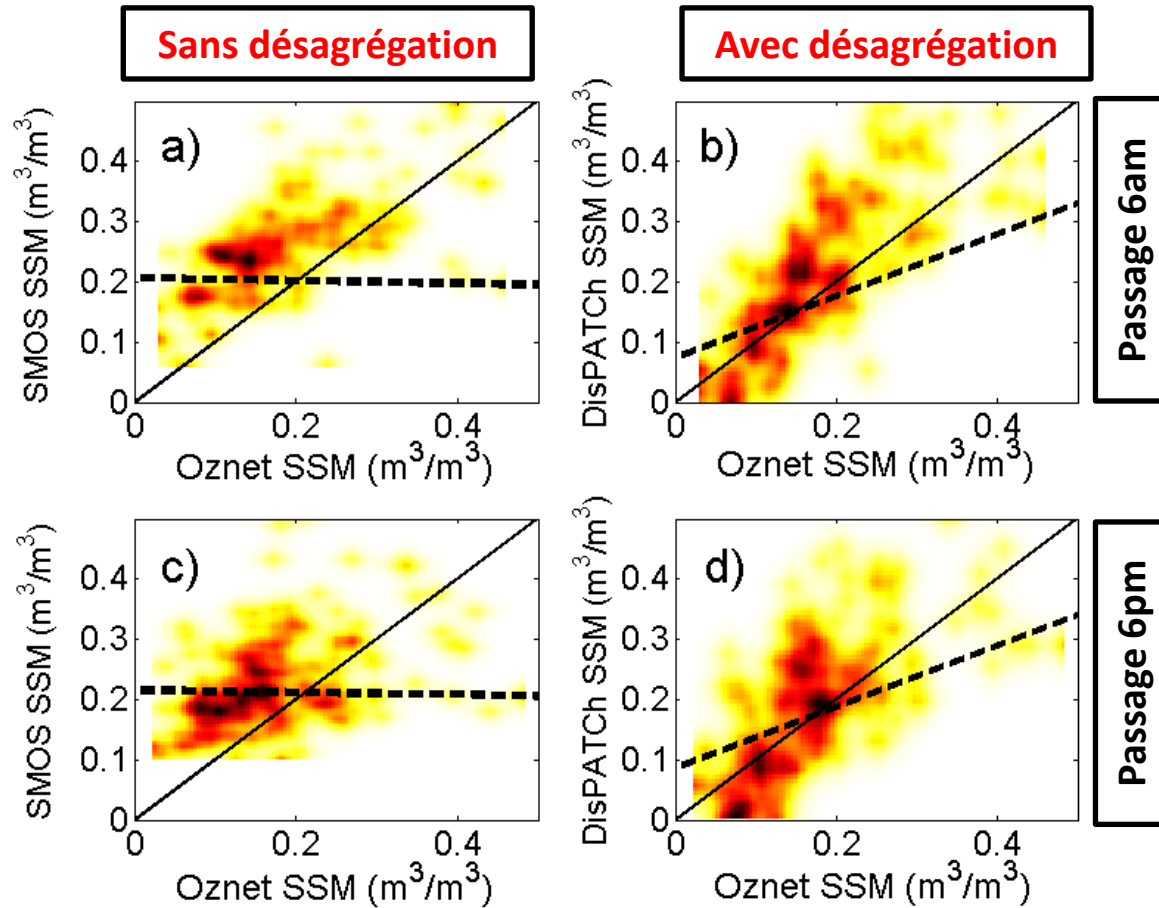 Sans désagrégation
Avec désagrégation
a)
SMOS SSM (m³/m³)
0.4
0.3
0.2
0.1
0
0 0.2 0.4
Oznet SSM (m³/m³)
b)
DisPATCh SSM (m³/m³)
0.4
0.3
0.2
0.1
0
0 0.2 0.4
Oznet SSM (m³/m³)
Passage 6am
c)
SMOS SSM (m³/m³)
0.4
0.3
0.2
0.1
0
0 0.2 0.4
Oznet SSM (m³/m³)
d)
DisPATCh SSM (m³/m³)
0.4
0.3
0.2
0.1
0
0 0.2 0.4
Oznet SSM (m³/m³)
Passage 6pm